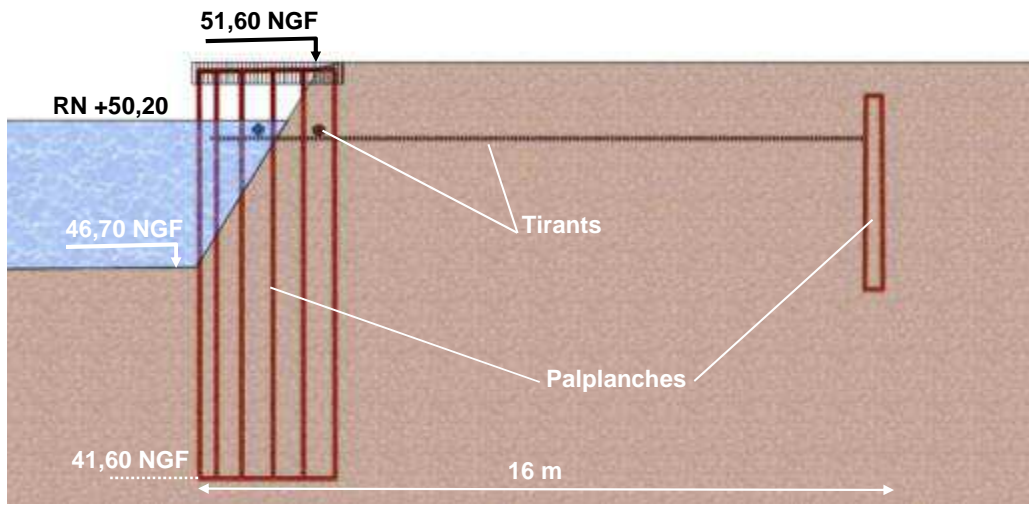 51,60 NGF
RN +50,20
46,70 NGF
Tirants
Palplanches
41,60 NGF
16 m